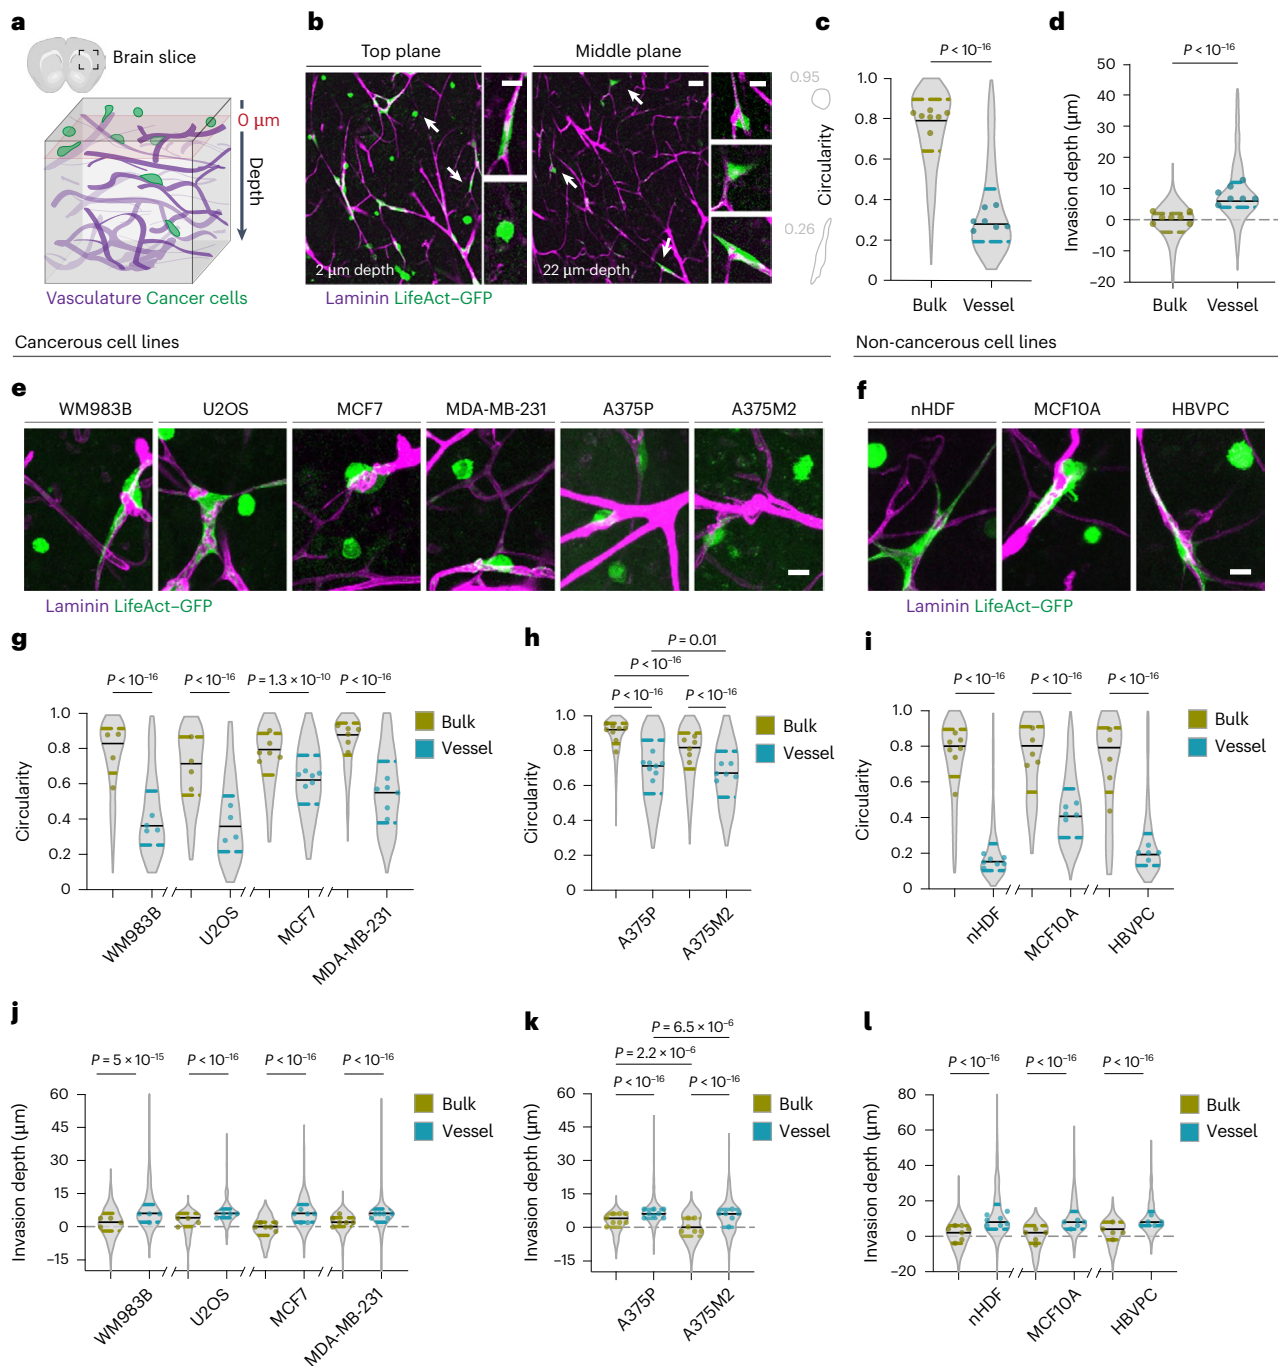 a
Brain slice
0 µm
Depth
Vasculature Cancer cells
b
Top plane
Middle plane
2 µm depth
22 µm depth
Laminin LifeAct–GFP
0.95
0.26
c
P < 10⁻¹⁶
Circularity
1.0
0.8
0.6
0.4
0.2
0
Bulk
Vessel
d
P < 10⁻¹⁶
Invasion depth (µm)
50
40
30
20
10
0
–10
–20
Bulk
Vessel
Cancerous cell lines
Non-cancerous cell lines
e
WM983B
U2OS
MCF7
MDA-MB-231
A375P
A375M2
Laminin LifeAct–GFP
f
nHDF
MCF10A
HBVPC
Laminin LifeAct–GFP
g
P < 10⁻¹⁶
P < 10⁻¹⁶
P = 1.3 × 10⁻¹⁰
P < 10⁻¹⁶
Circularity
1.0
0.8
0.6
0.4
0.2
0
Bulk
Vessel
WM983B
U2OS
MCF7
MDA-MB-231
h
P = 0.01
P < 10⁻¹⁶
P < 10⁻¹⁶
P < 10⁻¹⁶
Circularity
1.0
0.8
0.6
0.4
0.2
0
Bulk
Vessel
A375P
A375M2
i
P < 10⁻¹⁶
P < 10⁻¹⁶
P < 10⁻¹⁶
Circularity
1.0
0.8
0.6
0.4
0.2
0
Bulk
Vessel
nHDF
MCF10A
HBVPC
j
P = 5 × 10⁻¹⁵
P < 10⁻¹⁶
P < 10⁻¹⁶
P < 10⁻¹⁶
Invasion depth (µm)
60
45
30
15
0
–15
Bulk
Vessel
WM983B
U2OS
MCF7
MDA-MB-231
k
P = 6.5 × 10⁻⁶
P = 2.2 × 10⁻⁶
P < 10⁻¹⁶
P < 10⁻¹⁶
Invasion depth (µm)
60
45
30
15
0
–15
Bulk
Vessel
A375P
A375M2
l
P < 10⁻¹⁶
P < 10⁻¹⁶
P < 10⁻¹⁶
Invasion depth (µm)
80
60
40
20
0
–20
Bulk
Vessel
nHDF
MCF10A
HBVPC